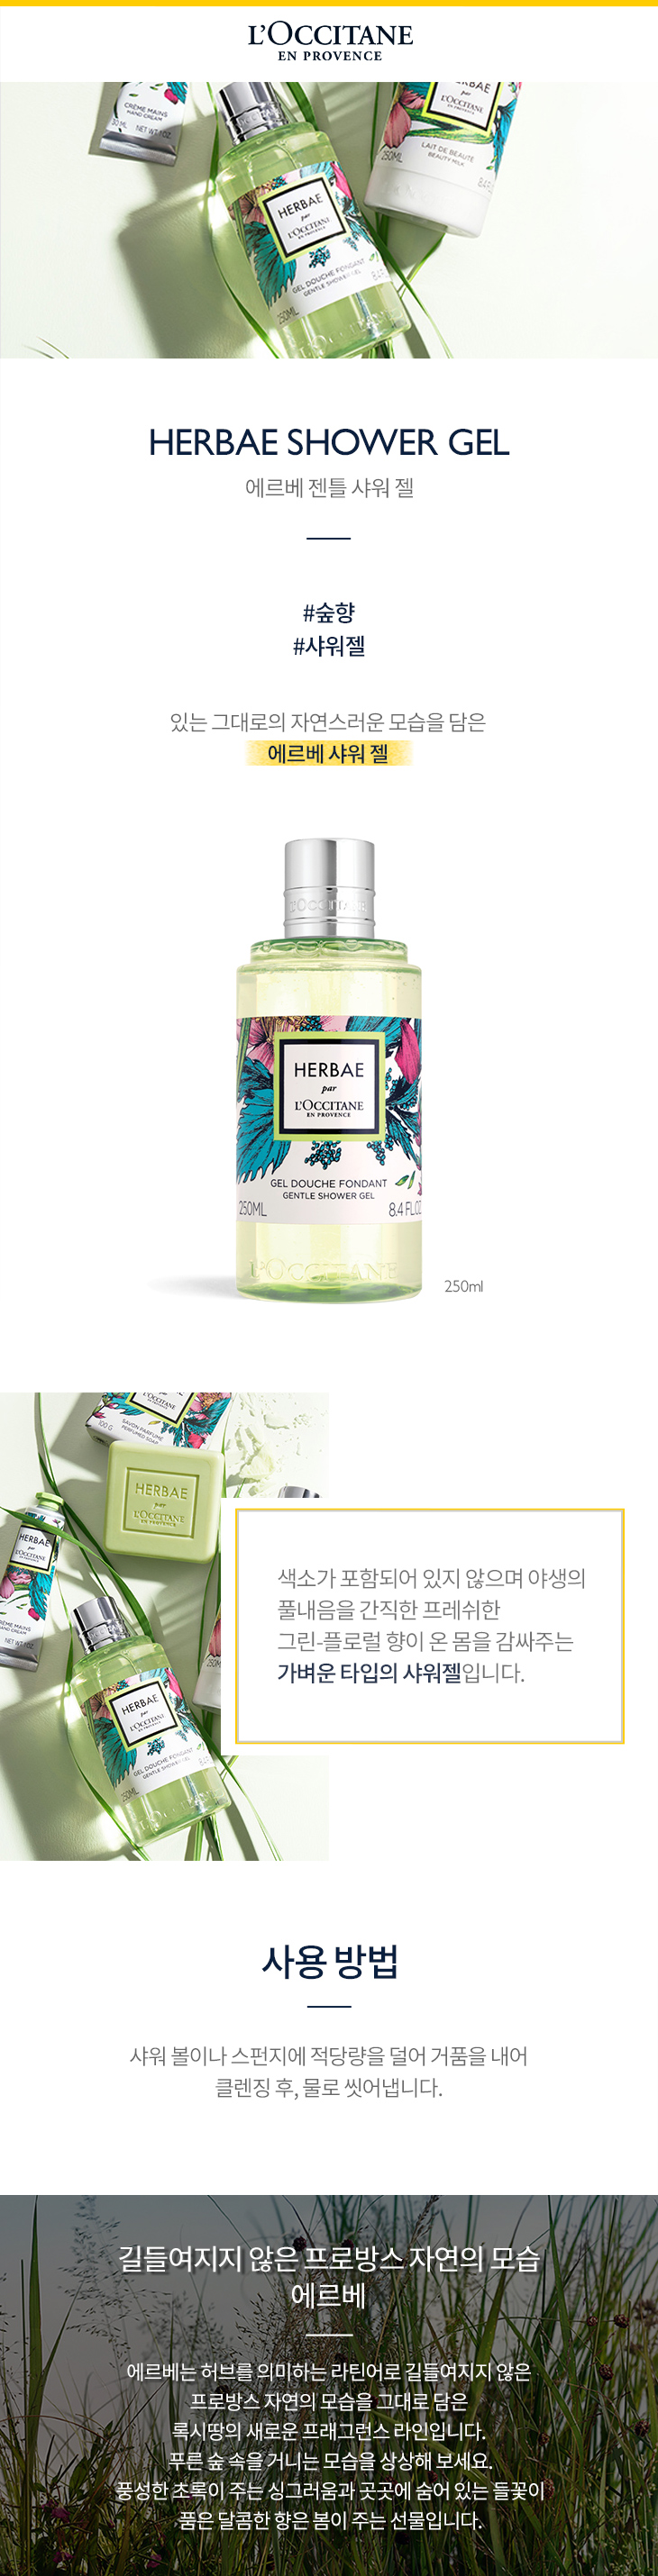 L'OCCITANE
EN PROVENCE
CRÈME MAINS
HAND CREAM
30 ML NET WT 1 OZ.
HERBAE
par
L'OCCITANE
EN PROVENCE
GEL DOUCHE FONDANT
GENTLE SHOWER GEL
250ML
8.4 F
L'OCCITANE
HERBAE
par
L'OCCITANE
EN PROVENCE
LAIT DE BEAUTÉ
BEAUTY MILK
250ML
HERBAE SHOWER GEL
에르베 젠틀 샤워 젤
#숲향
#샤워젤
있는 그대로의 자연스러운 모습을 담은
에르베 샤워 젤
L'OCCITANE
HERBAE
par
L'OCCITANE
EN PROVENCE
GEL DOUCHE FONDANT
GENTLE SHOWER GEL
250ML 8.4 FL.OZ
L'OCCITANE
250ml
L'OCCITANE
EN PROVENCE
SAVON PARFUMÉ
PERFUMED SOAP
100 G
HERBAE
par
L'OCCITANE
EN PROVENCE
HERBAE
par
L'OCCITANE
EN PROVENCE
CRÈME MAINS
HAND CREAM
NET WT 1 OZ.
HERBAE
par
L'OCCITANE
EN PROVENCE
GEL DOUCHE FONDANT
GENTLE SHOWER GEL
250ML
L'OCCITANE
250M
색소가 포함되어 있지 않으며 야생의
풀내음을 간직한 프레쉬한
그린-플로럴 향이 온 몸을 감싸주는
가벼운 타입의 샤워젤입니다.
사용 방법
샤워 볼이나 스펀지에 적당량을 덜어 거품을 내어
클렌징 후, 물로 씻어냅니다.
길들여지지 않은 프로방스 자연의 모습
에르베
에르베는 허브를 의미하는 라틴어로 길들여지지 않은
프로방스 자연의 모습을 그대로 담은
록시땅의 새로운 프래그런스 라인입니다.
푸른 숲 속을 거니는 모습을 상상해 보세요.
풍성한 초록이 주는 싱그러움과 곳곳에 숨어 있는 들꽃이
품은 달콤한 향은 봄이 주는 선물입니다.